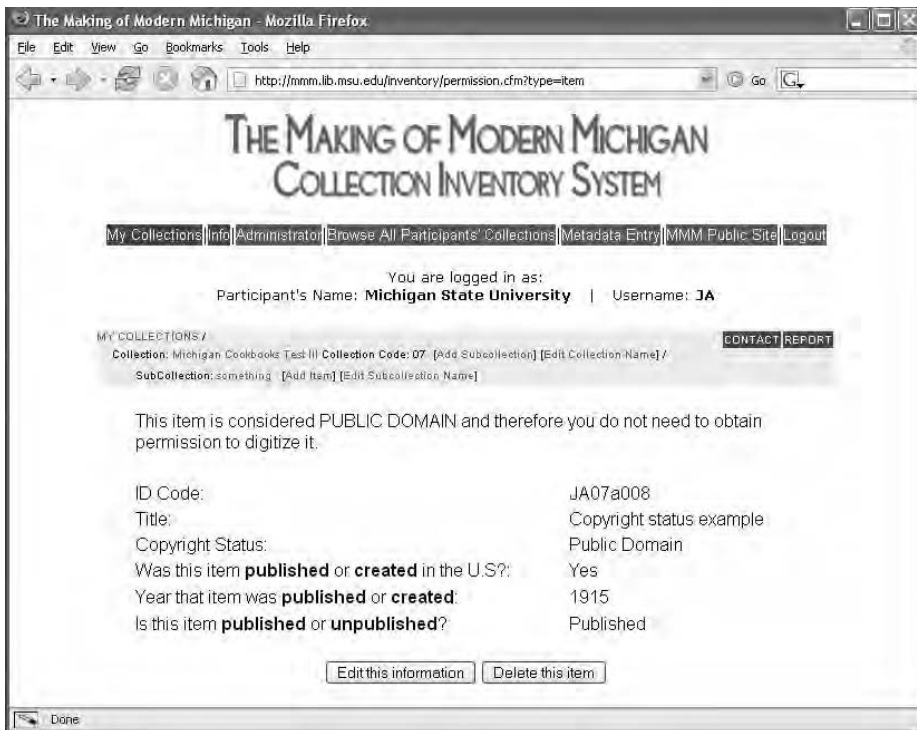 The Making of Modern Michigan - Mozilla Firefox
File Edit View Go Bookmarks Tools Help
http://mmm.lib.msu.edu/inventory/permission.cfm?type=item Go G
THE MAKING OF MODERN MICHIGAN
COLLECTION INVENTORY SYSTEM
My Collections Info Administrator Browse All Participants' Collections Metadata Entry MMM Public Site Logout
You are logged in as:
Participant's Name: Michigan State University | Username: JA
MY COLLECTIONS /
CONTACT REPORT
Collection: Michigan Cookbooks Test III Collection Code: 07 [Add Subcollection] [Edit Collection Name] /
SubCollection: something [Add Item] [Edit Subcollection Name]
This item is considered PUBLIC DOMAIN and therefore you do not need to obtain
permission to digitize it.
ID Code: JA07a008
Title: Copyright status example
Copyright Status: Public Domain
Was this item published or created in the U.S?: Yes
Year that item was published or created: 1915
Is this item published or unpublished? Published
Edit this information Delete this item
Done